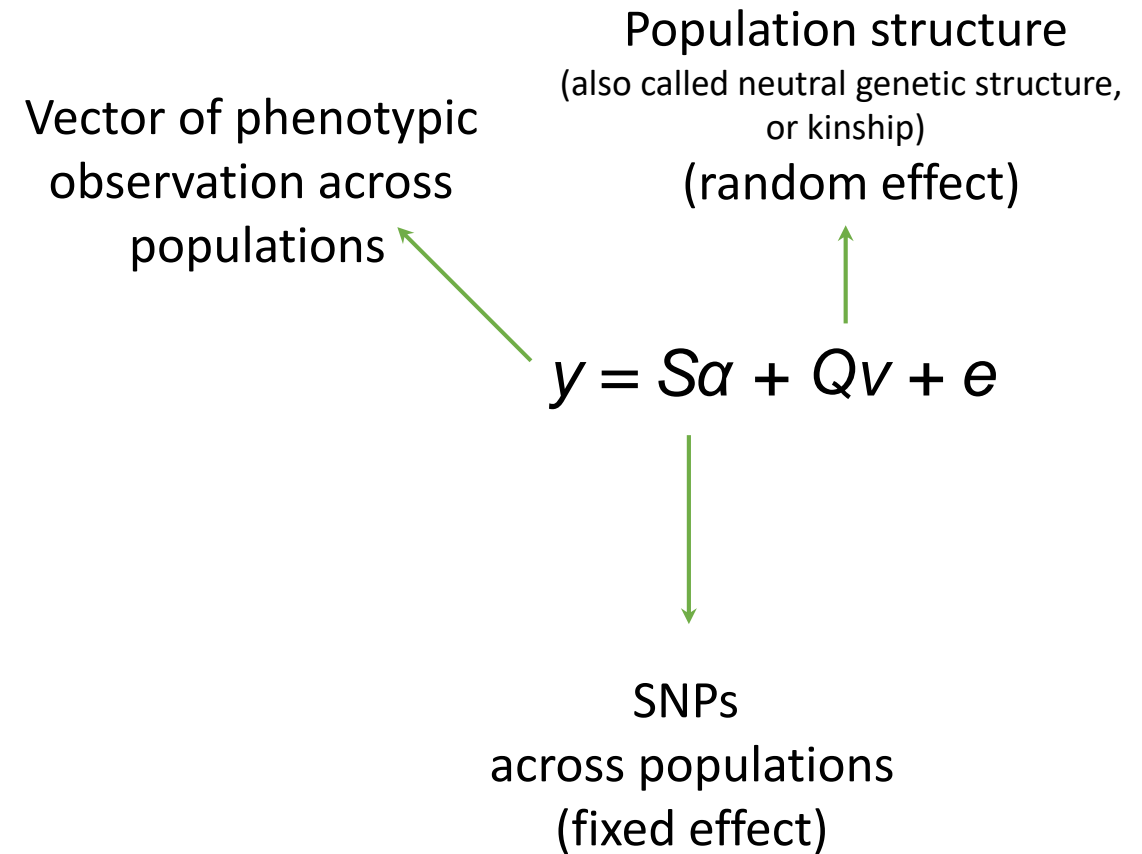 Population structure
(also called neutral genetic structure,
or kinship)
(random effect)
Vector of phenotypic
observation across
populations
y = Sα + Qv + e
SNPs
across populations
(fixed effect)